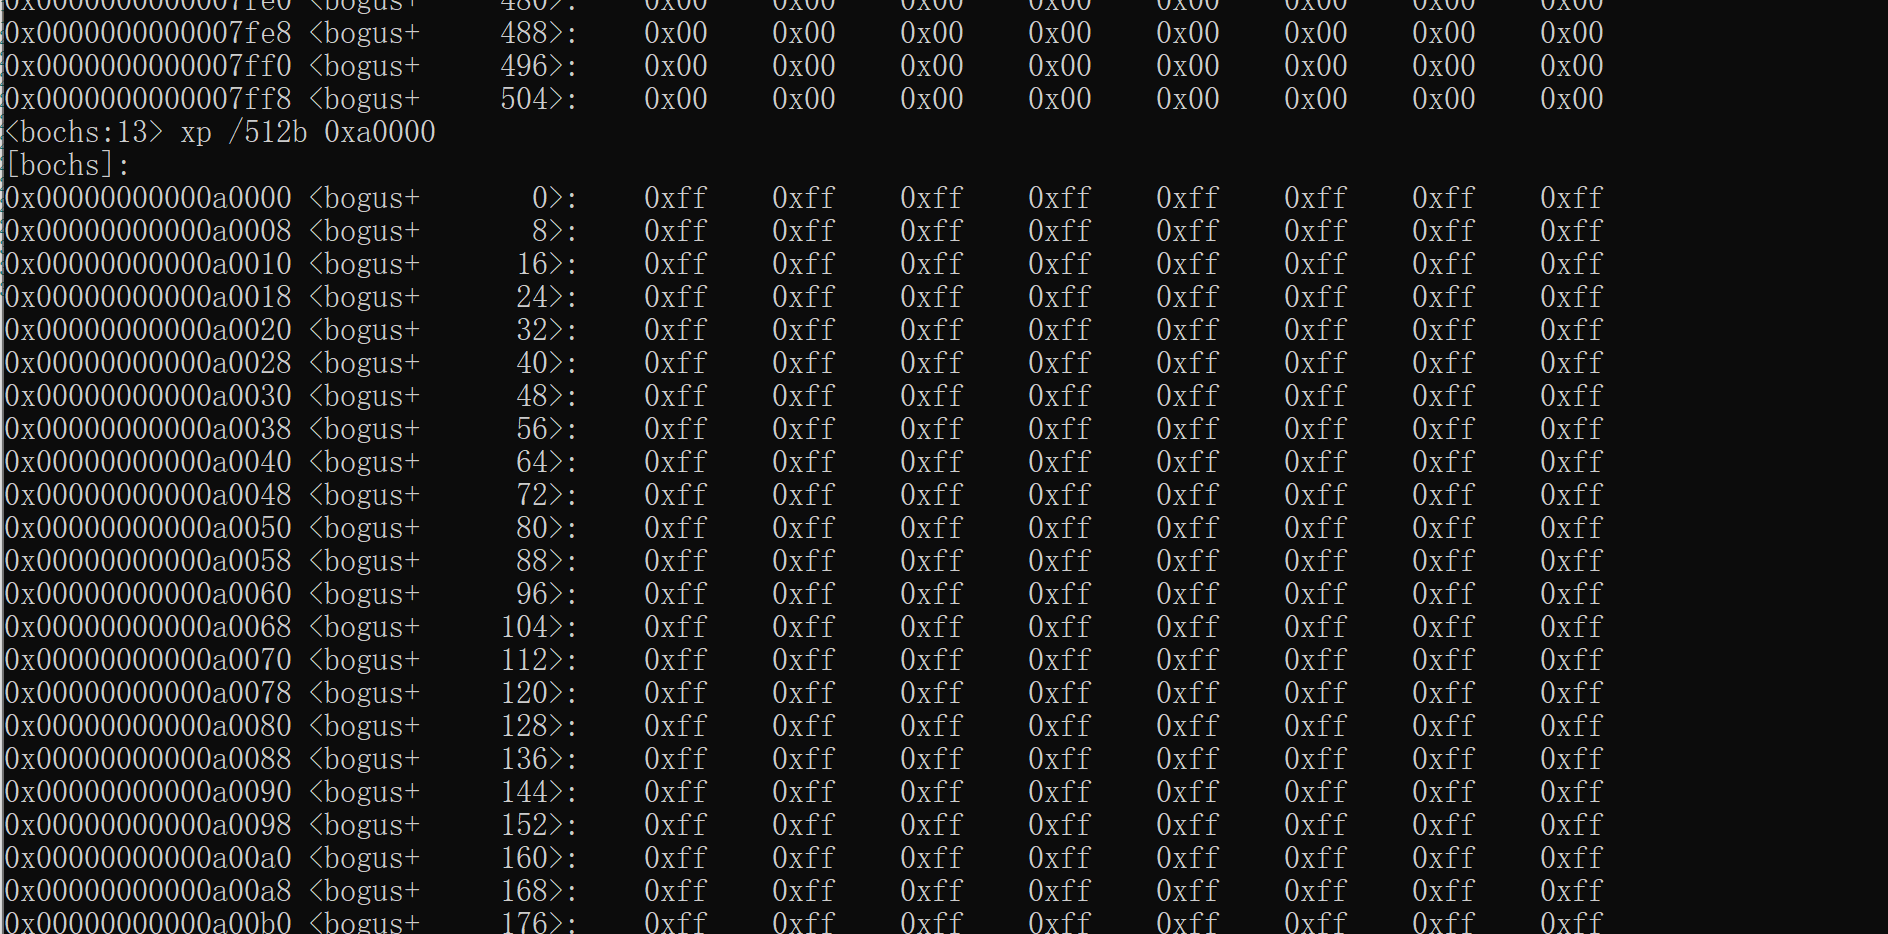 0x0000000000007fe0 <bogus+     480>:    0x00    0x00    0x00    0x00    0x00    0x00    0x00    0x00
0x0000000000007fe8 <bogus+     488>:    0x00    0x00    0x00    0x00    0x00    0x00    0x00    0x00
0x0000000000007ff0 <bogus+     496>:    0x00    0x00    0x00    0x00    0x00    0x00    0x00    0x00
0x0000000000007ff8 <bogus+     504>:    0x00    0x00    0x00    0x00    0x00    0x00    0x00    0x00
<bochs:13> xp /512b 0xa0000
[bochs]:
0x00000000000a0000 <bogus+       0>:    0xff    0xff    0xff    0xff    0xff    0xff    0xff    0xff
0x00000000000a0008 <bogus+       8>:    0xff    0xff    0xff    0xff    0xff    0xff    0xff    0xff
0x00000000000a0010 <bogus+      16>:    0xff    0xff    0xff    0xff    0xff    0xff    0xff    0xff
0x00000000000a0018 <bogus+      24>:    0xff    0xff    0xff    0xff    0xff    0xff    0xff    0xff
0x00000000000a0020 <bogus+      32>:    0xff    0xff    0xff    0xff    0xff    0xff    0xff    0xff
0x00000000000a0028 <bogus+      40>:    0xff    0xff    0xff    0xff    0xff    0xff    0xff    0xff
0x00000000000a0030 <bogus+      48>:    0xff    0xff    0xff    0xff    0xff    0xff    0xff    0xff
0x00000000000a0038 <bogus+      56>:    0xff    0xff    0xff    0xff    0xff    0xff    0xff    0xff
0x00000000000a0040 <bogus+      64>:    0xff    0xff    0xff    0xff    0xff    0xff    0xff    0xff
0x00000000000a0048 <bogus+      72>:    0xff    0xff    0xff    0xff    0xff    0xff    0xff    0xff
0x00000000000a0050 <bogus+      80>:    0xff    0xff    0xff    0xff    0xff    0xff    0xff    0xff
0x00000000000a0058 <bogus+      88>:    0xff    0xff    0xff    0xff    0xff    0xff    0xff    0xff
0x00000000000a0060 <bogus+      96>:    0xff    0xff    0xff    0xff    0xff    0xff    0xff    0xff
0x00000000000a0068 <bogus+     104>:    0xff    0xff    0xff    0xff    0xff    0xff    0xff    0xff
0x00000000000a0070 <bogus+     112>:    0xff    0xff    0xff    0xff    0xff    0xff    0xff    0xff
0x00000000000a0078 <bogus+     120>:    0xff    0xff    0xff    0xff    0xff    0xff    0xff    0xff
0x00000000000a0080 <bogus+     128>:    0xff    0xff    0xff    0xff    0xff    0xff    0xff    0xff
0x00000000000a0088 <bogus+     136>:    0xff    0xff    0xff    0xff    0xff    0xff    0xff    0xff
0x00000000000a0090 <bogus+     144>:    0xff    0xff    0xff    0xff    0xff    0xff    0xff    0xff
0x00000000000a0098 <bogus+     152>:    0xff    0xff    0xff    0xff    0xff    0xff    0xff    0xff
0x00000000000a00a0 <bogus+     160>:    0xff    0xff    0xff    0xff    0xff    0xff    0xff    0xff
0x00000000000a00a8 <bogus+     168>:    0xff    0xff    0xff    0xff    0xff    0xff    0xff    0xff
0x00000000000a00b0 <bogus+     176>:    0xff    0xff    0xff    0xff    0xff    0xff    0xff    0xff